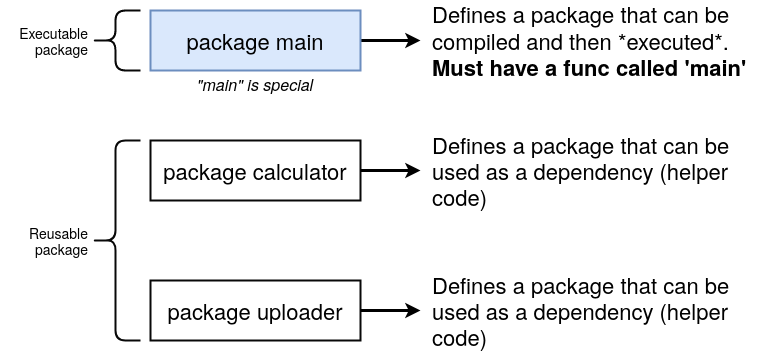 Executable
package
package main
"main" is special
Defines a package that can be
compiled and then *executed*.
Must have a func called 'main'
Reusable
package
package calculator
Defines a package that can be
used as a dependency (helper
code)
package uploader
Defines a package that can be
used as a dependency (helper
code)